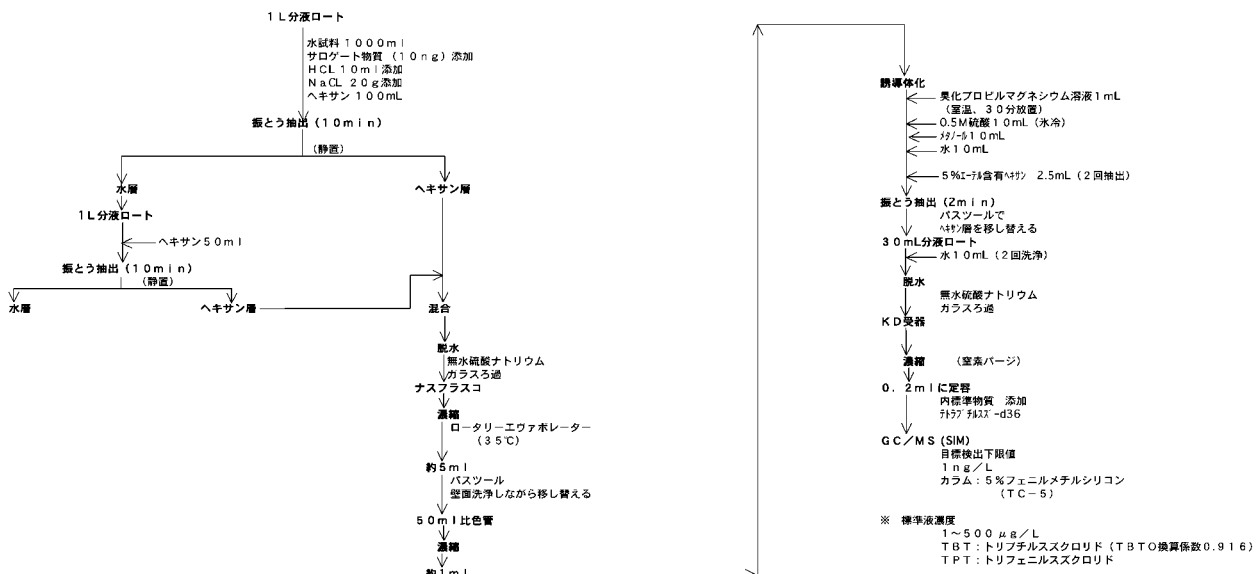 １Ｌ分液ロート
水試料１０００ｍｌ
サロゲート物質（１０ｎｇ）添加
ＨＣＬ１０ｍｌ添加
ＮａＣＬ ２０ｇ添加
ヘキサン １００mL
振とう抽出（１０ｍｉｎ）
（静置）
水層
ヘキサン層
１Ｌ分液ロート
ヘキサン５０ｍｌ
振とう抽出（１０ｍｉｎ）
（静置）
水層
ヘキサン層
混合
脱水
無水硫酸ナトリウム
ガラスろ過
ナスフラスコ
濃縮
ロータリーエヴァポレーター
（３５℃）
約５ｍｌ
パスツール
壁面洗浄しながら移し替える
５０ｍｌ比色管
濃縮
約１ｍｌ
誘導体化
臭化プロピルマグネシウム溶液１mL
（室温、３０分放置）
0.5M硫酸１０mL（氷冷）
ﾒﾀﾉｰﾙ１０mL
水１０mL
５％ｴｰﾃﾙ含有ﾍｷｻﾝ　2.5mL（２回抽出）
振とう抽出（２ｍｉｎ）
パスツールで
ﾍｷｻﾝ層を移し替える
３０mL分液ロート
水１０mL（２回洗浄）
脱水
無水硫酸ナトリウム
ガラスろ過
ＫＤ受器
濃縮　（窒素パージ）
０．２ｍｌに定容
内標準物質　添加
ﾃﾄﾗﾌﾞﾁﾙｽｽﾞ-d36
ＧＣ／ＭＳ（SIM）
目標検出下限値
１ｎｇ／Ｌ
カラム：５％フェニルメチルシリコン
（ＴＣ－５）
※　標準液濃度
１～５００ μｇ／Ｌ
ＴＢＴ：トリブチルスズクロリド（ＴＢＴＯ換算係数０.９１６）
ＴＰＴ：トリフェニルスズクロリド